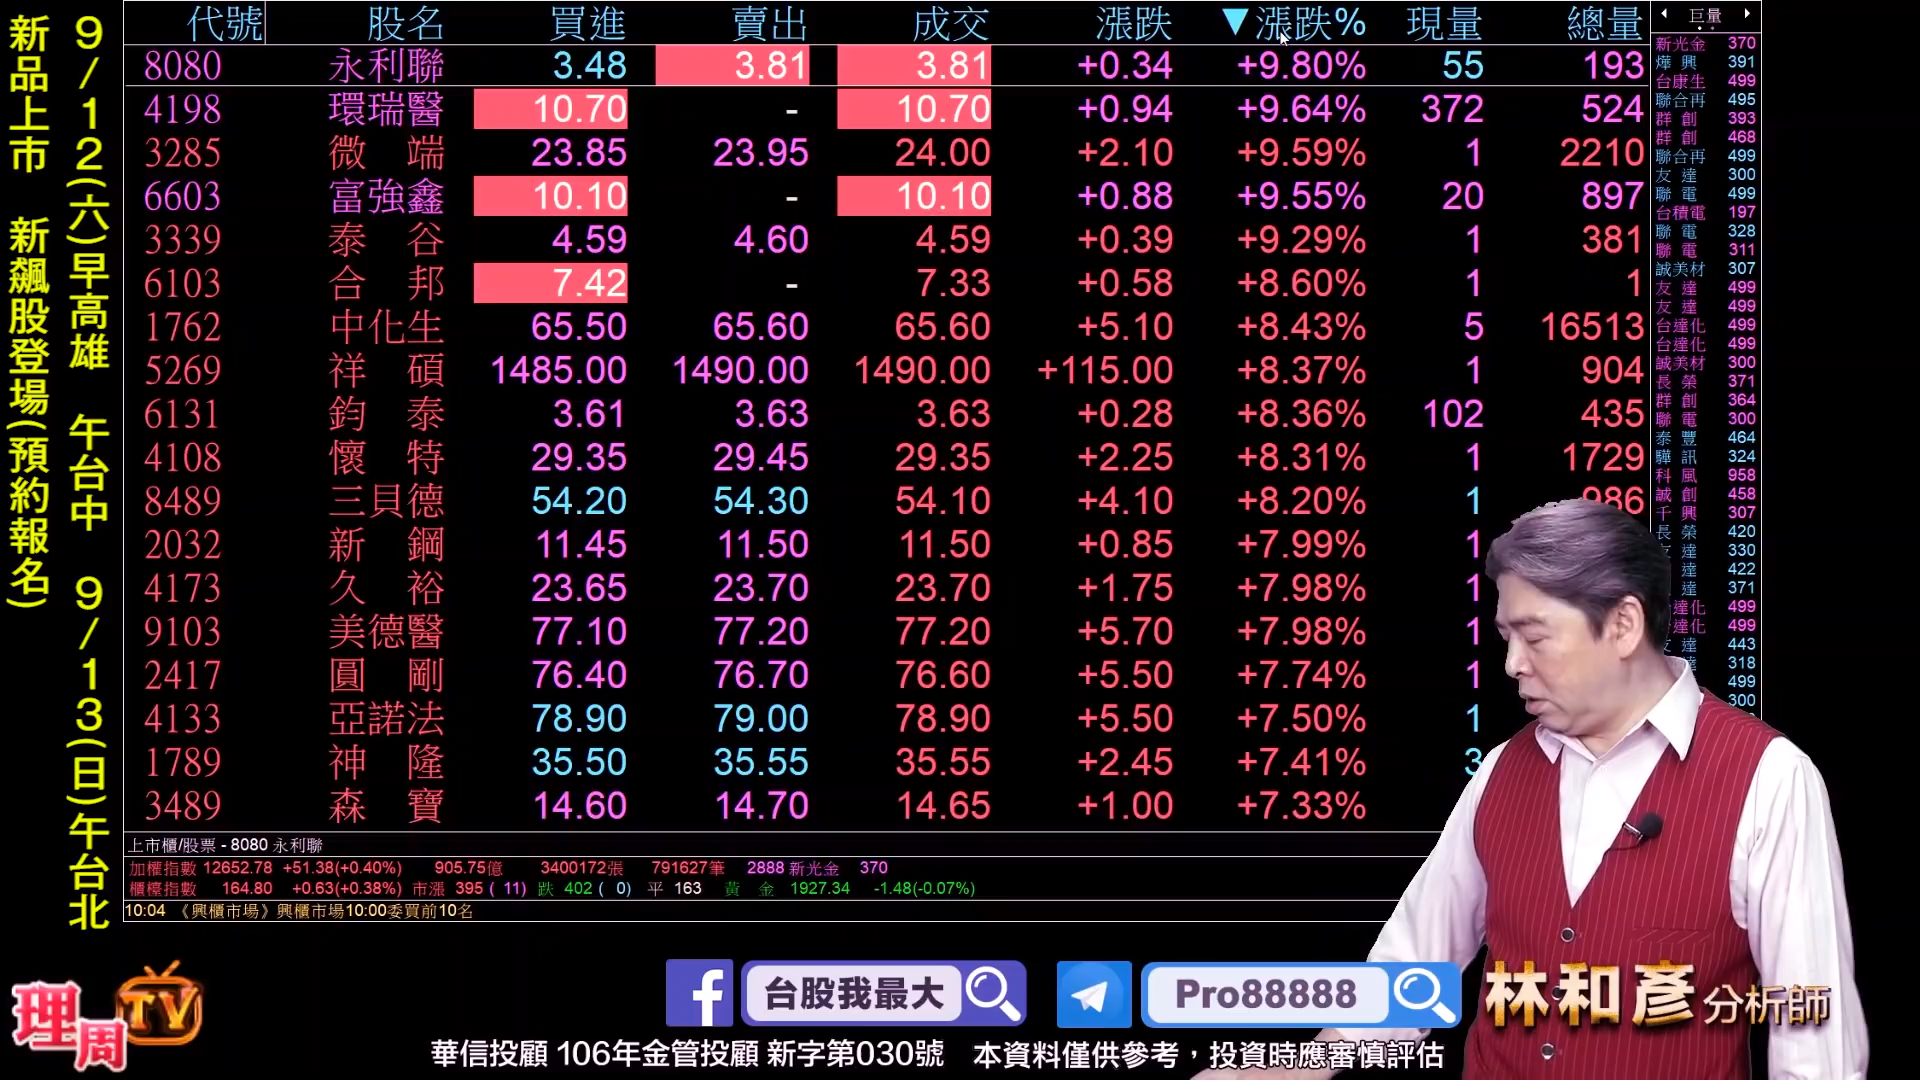 新品上市 新飆股登場(預約報名)
9/12(六)早高雄 午台中 9/13(日)午台北
代號 股名 買進 賣出 成交 漲跌 ▼漲跌% 現量 總量
8080 永利聯 3.48 3.81 3.81 +0.34 +9.80% 55 193
4198 環瑞醫 10.70 - 10.70 +0.94 +9.64% 372 524
3285 微端 23.85 23.95 24.00 +2.10 +9.59% 1 2210
6603 富強鑫 10.10 - 10.10 +0.88 +9.55% 20 897
3339 泰谷 4.59 4.60 4.59 +0.39 +9.29% 1 381
6103 合邦 7.42 - 7.33 +0.58 +8.60% 1 1
1762 中化生 65.50 65.60 65.60 +5.10 +8.43% 5 16513
5269 祥碩 1485.00 1490.00 1490.00 +115.00 +8.37% 1 904
6131 鈞泰 3.61 3.63 3.63 +0.28 +8.36% 102 435
4108 懷特 29.35 29.45 29.35 +2.25 +8.31% 1 1729
8489 三貝德 54.20 54.30 54.10 +4.10 +8.20% 1 986
2032 新鋼 11.45 11.50 11.50 +0.85 +7.99% 1
4173 久裕 23.65 23.70 23.70 +1.75 +7.98% 1
9103 美德醫 77.10 77.20 77.20 +5.70 +7.98% 1
2417 圓剛 76.40 76.70 76.60 +5.50 +7.74% 1
4133 亞諾法 78.90 79.00 78.90 +5.50 +7.50% 1
1789 神隆 35.50 35.55 35.55 +2.45 +7.41% 3
3489 森寶 14.60 14.70 14.65 +1.00 +7.33%
上市櫃/股票 - 8080 永利聯
加權指數 12652.78 +51.38(+0.40%) 905.75億 3400172張 791627筆 2888 新光金 370
櫃檯指數 164.80 +0.63(+0.38%) 市漲 395 ( 11) 跌 402 ( 0) 平 163 黃金 1927.34 -1.48(-0.07%)
10:04 《興櫃市場》興櫃市場10:00委買前10名
巨量
新光金 370
燁興 391
台康生 499
聯合再 495
群創 393
群創 468
聯合再 499
友達 300
聯電 499
台積電 197
聯電 328
聯電 311
誠美材 307
友達 499
友達 499
台達化 499
台達化 499
誠美材 300
長榮 371
群創 364
聯電 300
泰豐 464
驊訊 324
科風 958
誠創 458
千興 307
長榮 420
友達 330
達 422
達 371
達化 499
達化 499
友達 443
達 318
499
300
理周TV
台股我最大
Pro88888
林和彥 分析師
華信投顧 106年金管投顧 新字第030號 本資料僅供參考，投資時應審慎評估